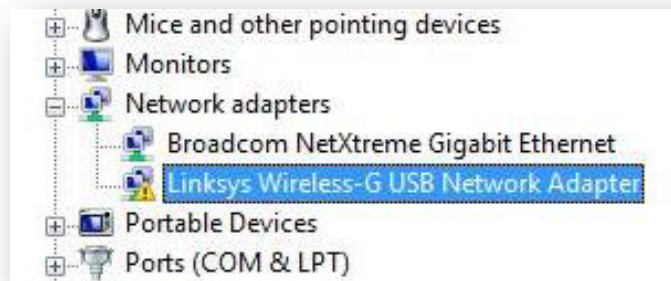 Mice and other pointing devices
Monitors
Network adapters
Broadcom NetXtreme Gigabit Ethernet
Linksys Wireless-G USB Network Adapter
Portable Devices
Ports (COM & LPT)